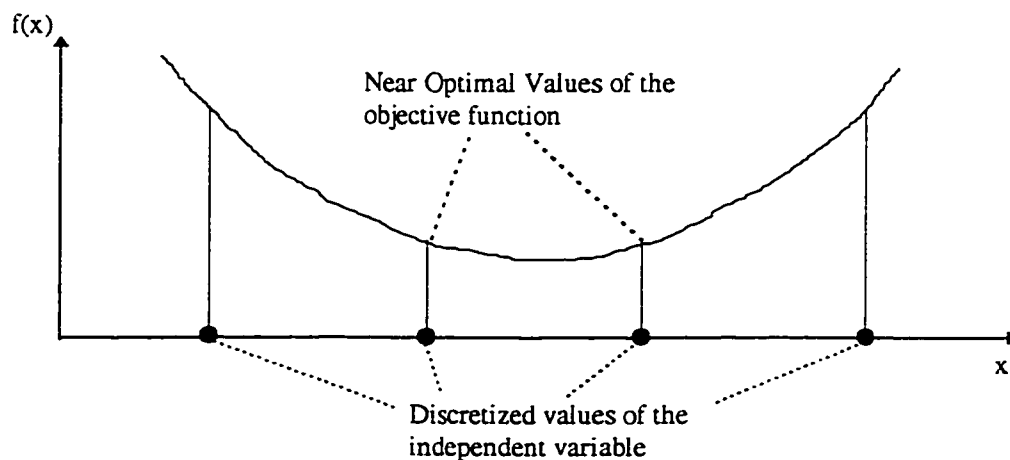 f(x)
Near Optimal Values of the
objective function
x
Discretized values of the
independent variable